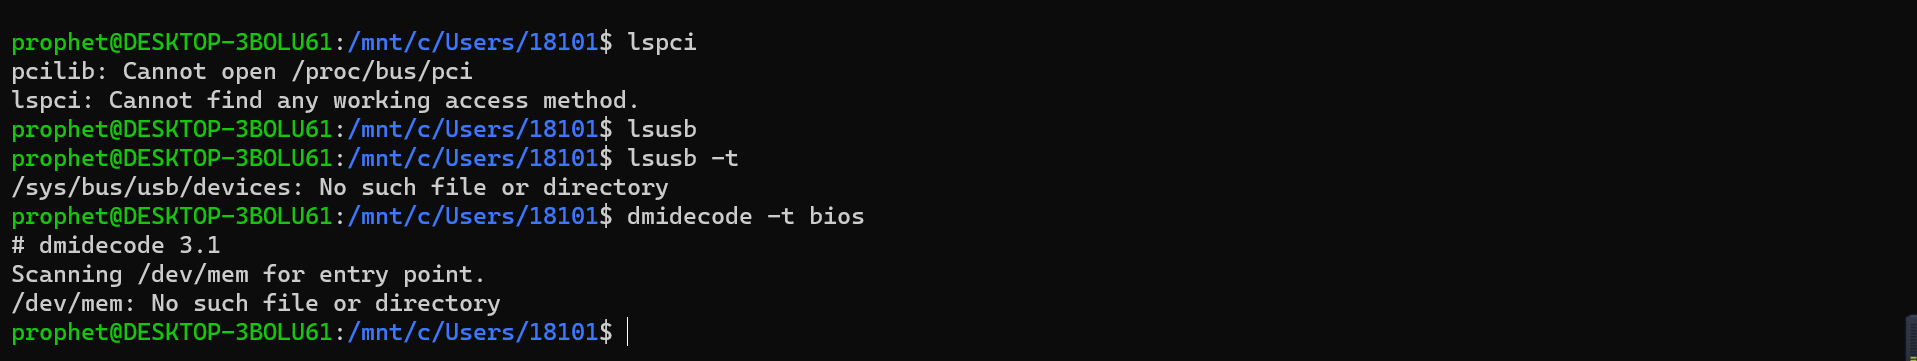 prophet@DESKTOP-3BOLU61:/mnt/c/Users/18101$ lspci
pcilib: Cannot open /proc/bus/pci
lspci: Cannot find any working access method.
prophet@DESKTOP-3BOLU61:/mnt/c/Users/18101$ lsusb
prophet@DESKTOP-3BOLU61:/mnt/c/Users/18101$ lsusb -t
/sys/bus/usb/devices: No such file or directory
prophet@DESKTOP-3BOLU61:/mnt/c/Users/18101$ dmidecode -t bios
# dmidecode 3.1
Scanning /dev/mem for entry point.
/dev/mem: No such file or directory
prophet@DESKTOP-3BOLU61:/mnt/c/Users/18101$